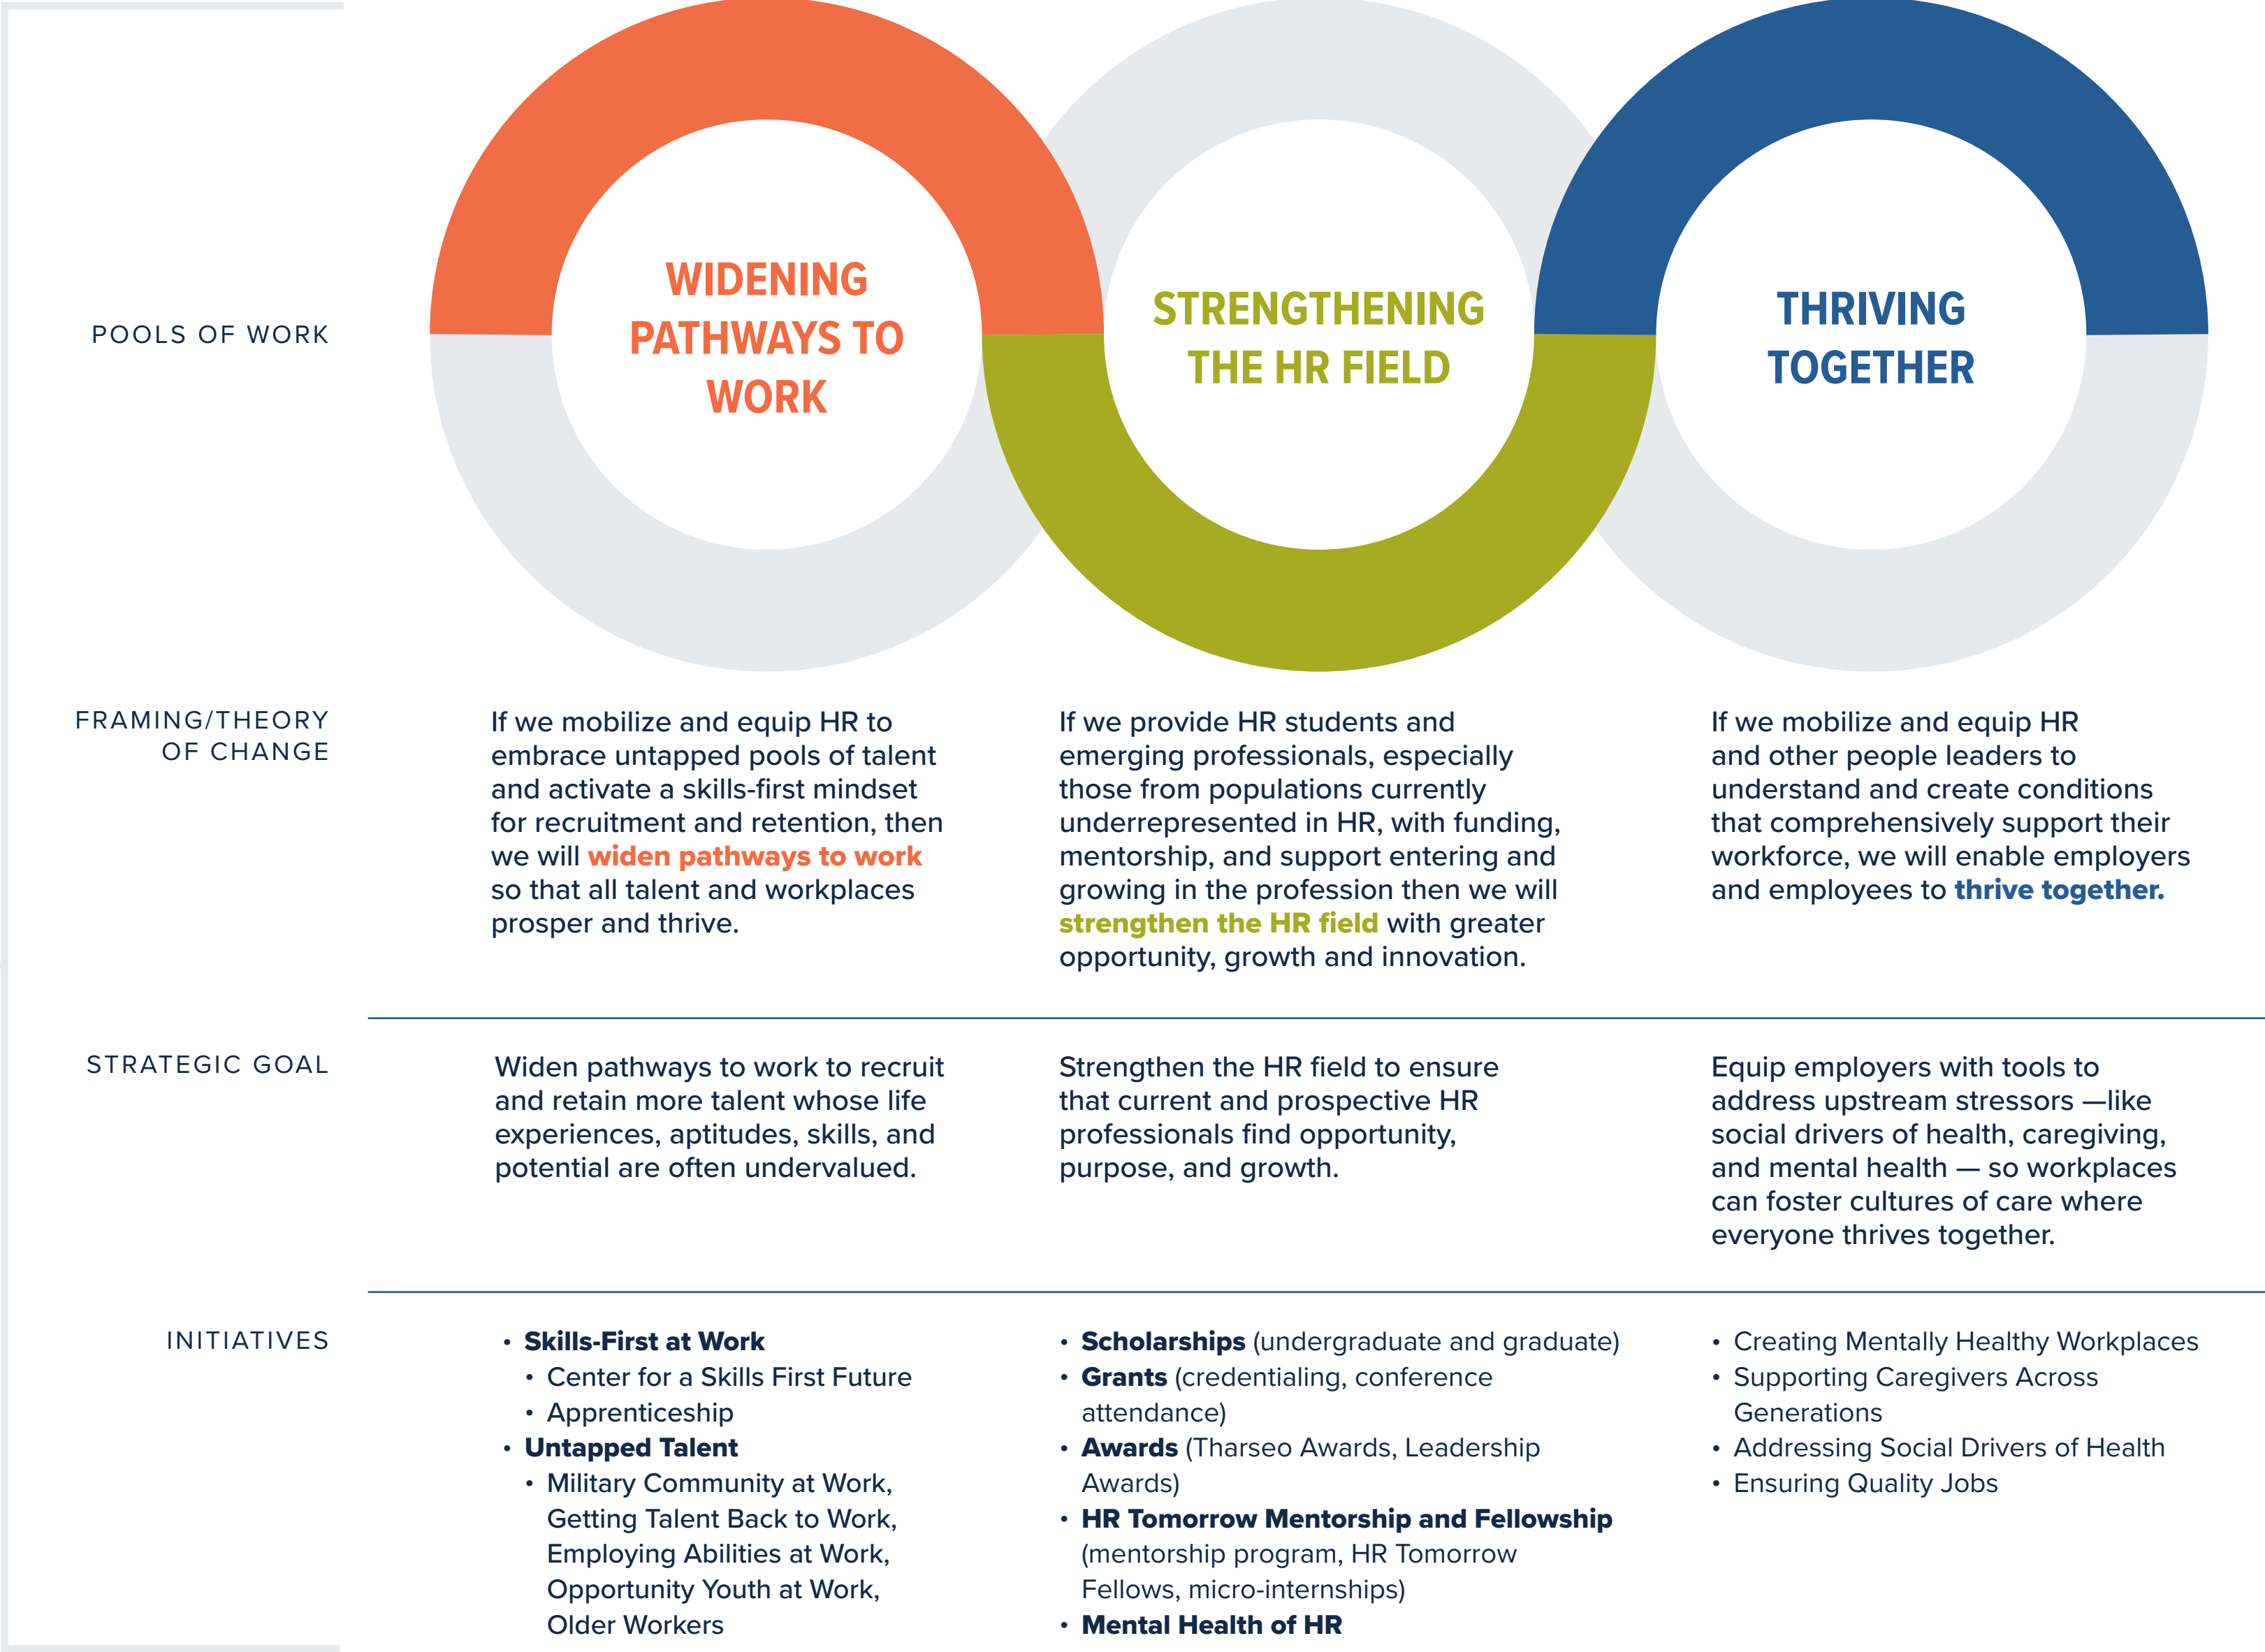 POOLS OF WORK
WIDENING
PATHWAYS TO
WORK
STRENGTHENING
THE HR FIELD
THRIVING
TOGETHER
FRAMING/THEORY
OF CHANGE
If we mobilize and equip HR to
embrace untapped pools of talent
and activate a skills-first mindset
for recruitment and retention, then
we will widen pathways to work
so that all talent and workplaces
prosper and thrive.
If we provide HR students and
emerging professionals, especially
those from populations currently
underrepresented in HR, with funding,
mentorship, and support entering and
growing in the profession then we will
strengthen the HR field with greater
opportunity, growth and innovation.
If we mobilize and equip HR
and other people leaders to
understand and create conditions
that comprehensively support their
workforce, we will enable employers
and employees to thrive together.
STRATEGIC GOAL
Widen pathways to work to recruit
and retain more talent whose life
experiences, aptitudes, skills, and
potential are often undervalued.
Strengthen the HR field to ensure
that current and prospective HR
professionals find opportunity,
purpose, and growth.
Equip employers with tools to
address upstream stressors —like
social drivers of health, caregiving,
and mental health — so workplaces
can foster cultures of care where
everyone thrives together.
INITIATIVES
• Skills-First at Work
• Center for a Skills First Future
• Apprenticeship
• Untapped Talent
• Military Community at Work,
Getting Talent Back to Work,
Employing Abilities at Work,
Opportunity Youth at Work,
Older Workers
• Scholarships (undergraduate and graduate)
• Grants (credentialing, conference
attendance)
• Awards (Tharseo Awards, Leadership
Awards)
• HR Tomorrow Mentorship and Fellowship
(mentorship program, HR Tomorrow
Fellows, micro-internships)
• Mental Health of HR
• Creating Mentally Healthy Workplaces
• Supporting Caregivers Across
Generations
• Addressing Social Drivers of Health
• Ensuring Quality Jobs